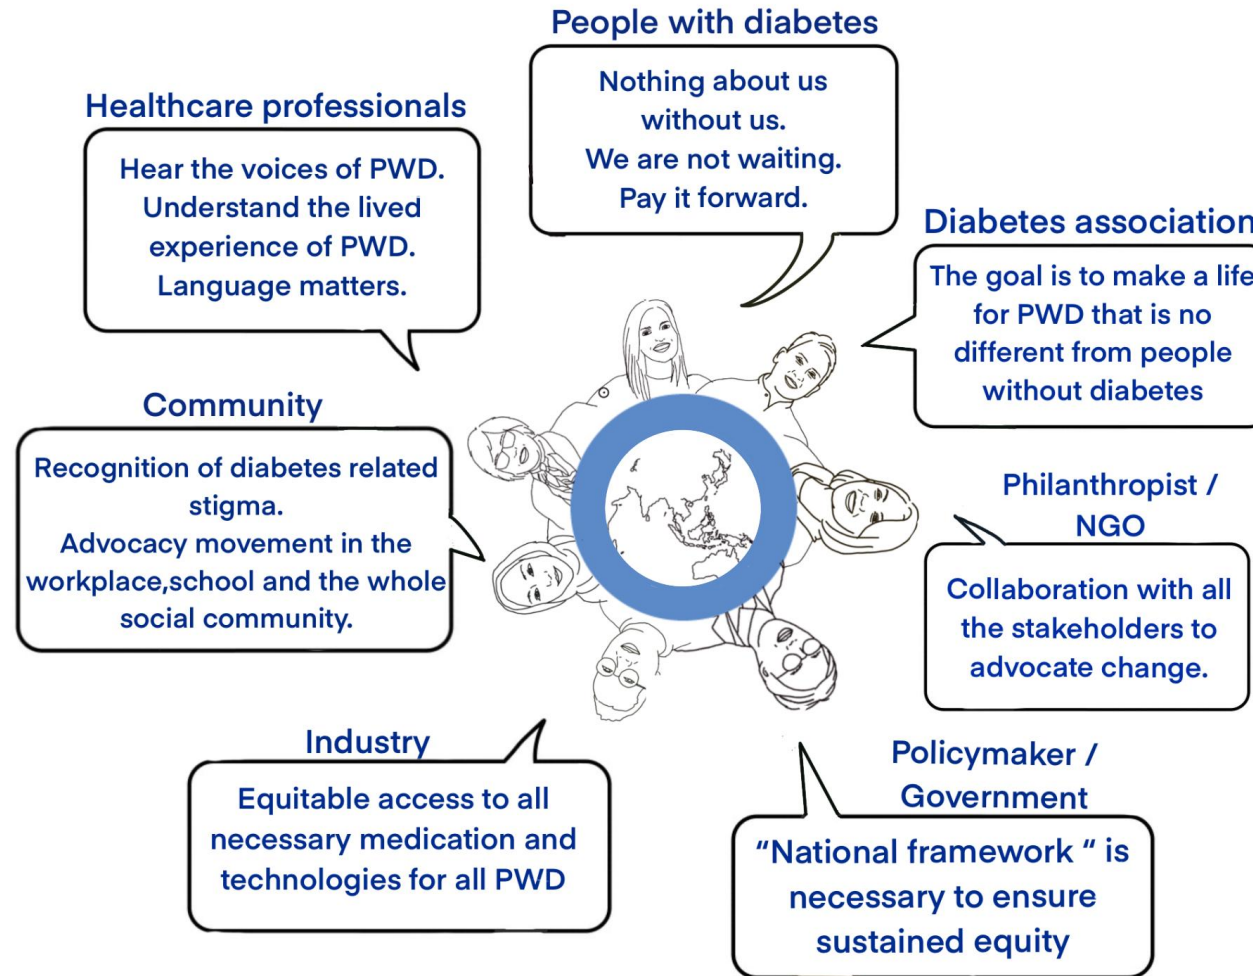 People with diabetes
Nothing about us
without us.
We are not waiting.
Pay it forward.
Healthcare professionals
Hear the voices of PWD.
Understand the lived
experience of PWD.
Language matters.
Diabetes association
The goal is to make a life
for PWD that is no
different from people
without diabetes
Community
Recognition of diabetes related
stigma.
Advocacy movement in the
workplace,school and the whole
social community.
Philanthropist /
NGO
Collaboration with all
the stakeholders to
advocate change.
Industry
Equitable access to all
necessary medication and
technologies for all PWD
Policymaker /
Government
“National framework “ is
necessary to ensure
sustained equity